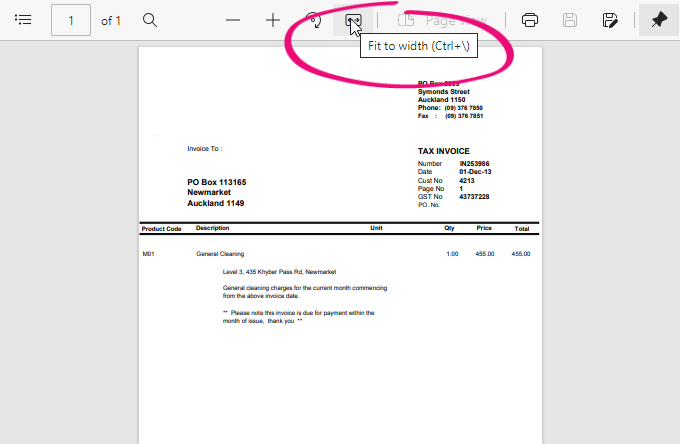 1 of 1 Page View
Fit to width (Ctrl+\)
PO Box
Symonds Street
Auckland 1150
Phone: (09) 376 7850
Fax : (09) 376 7851
Invoice To :
TAX INVOICE
Number IN253986
Date 01-Dec-13
Cust No 4213
Page No 1
GST No 43737228
PO. No.
PO Box 113165
Newmarket
Auckland 1149
Product Code Description Unit Qty Price Total
M01 General Cleaning 1.00 455.00 455.00
Level 3, 435 Khyber Pass Rd, Newmarket
General cleaning charges for the current month commencing
from the above invoice date.
** Please note this invoice is due for payment within the
month of issue, thank you **